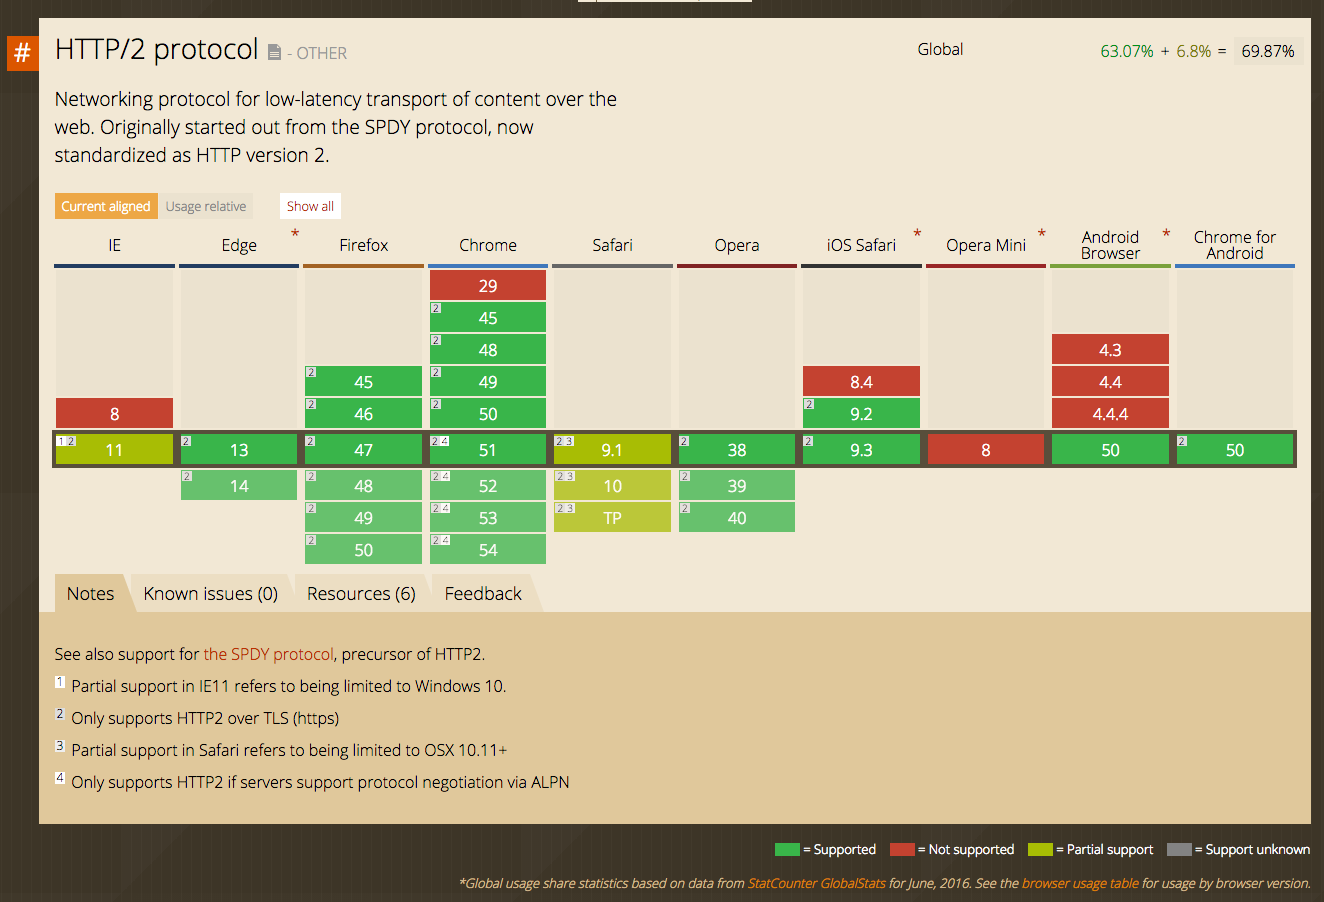 #
HTTP/2 protocol - OTHER
Global 63.07% + 6.8% = 69.87%
Networking protocol for low-latency transport of content over the
web. Originally started out from the SPDY protocol, now
standardized as HTTP version 2.
Current aligned Usage relative Show all
IE Edge * Firefox Chrome Safari Opera iOS Safari * Opera Mini * Android Browser * Chrome for Android
29
2 45
2 48
2 45 2 49 8.4 4.3
4.4
8 2 46 2 50 2 9.2 4.4.4
1 2 11 2 13 2 47 2 4 51 2 3 9.1 2 38 2 9.3 8 50 2 50
2 14 2 48 2 4 52 2 3 10 2 39
2 49 2 4 53 2 3 TP 2 40
2 50 2 4 54
Notes Known issues (0) Resources (6) Feedback
See also support for the SPDY protocol, precursor of HTTP2.
1 Partial support in IE11 refers to being limited to Windows 10.
2 Only supports HTTP2 over TLS (https)
3 Partial support in Safari refers to being limited to OSX 10.11+
4 Only supports HTTP2 if servers support protocol negotiation via ALPN
= Supported = Not supported = Partial support = Support unknown
*Global usage share statistics based on data from StatCounter GlobalStats for June, 2016. See the browser usage table for usage by browser version.